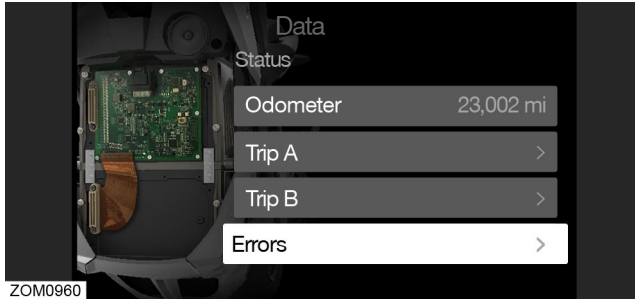 Data
Status
Odometer 23,002 mi
Trip A >
Trip B >
Errors >
ZOM0960